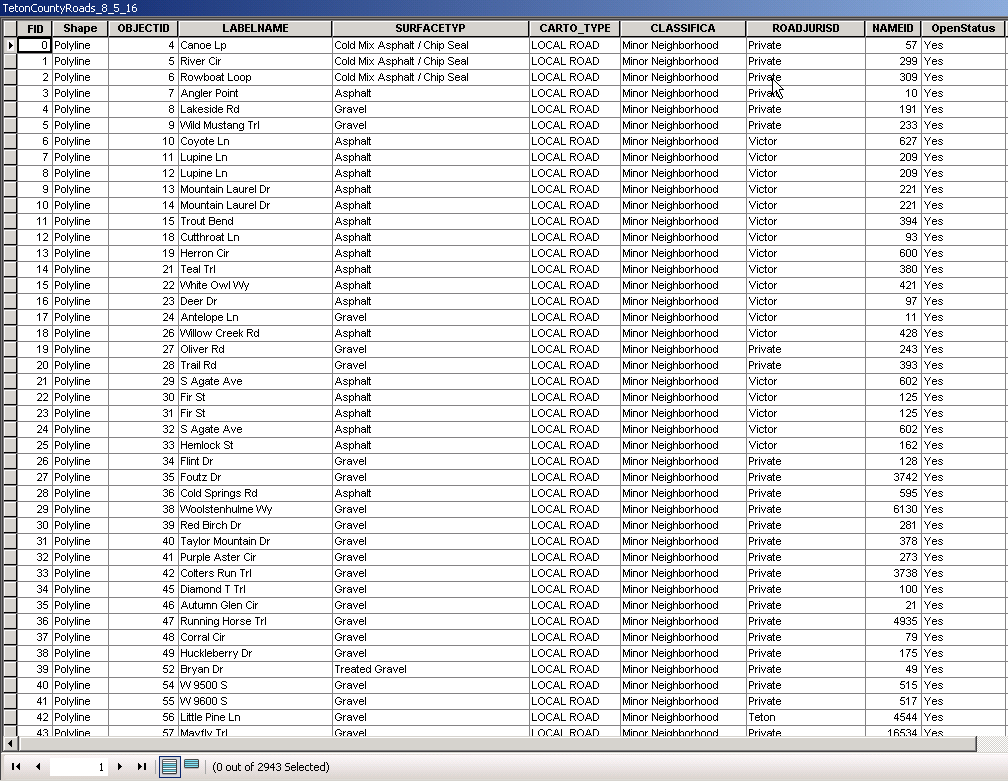 TetonCountyRoads_8_5_16
FID Shape OBJECTID LABELNAME SURFACETYP CARTO_TYPE CLASSIFICA ROADJURISD NAMEID OpenStatus
0 Polyline 4 Canoe Lp Cold Mix Asphalt / Chip Seal LOCAL ROAD Minor Neighborhood Private 57 Yes
1 Polyline 5 River Cir Cold Mix Asphalt / Chip Seal LOCAL ROAD Minor Neighborhood Private 299 Yes
2 Polyline 6 Rowboat Loop Cold Mix Asphalt / Chip Seal LOCAL ROAD Minor Neighborhood Private 309 Yes
3 Polyline 7 Angler Point Asphalt LOCAL ROAD Minor Neighborhood Private 10 Yes
4 Polyline 8 Lakeside Rd Gravel LOCAL ROAD Minor Neighborhood Private 191 Yes
5 Polyline 9 Wild Mustang Trl Gravel LOCAL ROAD Minor Neighborhood Private 233 Yes
6 Polyline 10 Coyote Ln Asphalt LOCAL ROAD Minor Neighborhood Victor 627 Yes
7 Polyline 11 Lupine Ln Asphalt LOCAL ROAD Minor Neighborhood Victor 209 Yes
8 Polyline 12 Lupine Ln Asphalt LOCAL ROAD Minor Neighborhood Victor 209 Yes
9 Polyline 13 Mountain Laurel Dr Asphalt LOCAL ROAD Minor Neighborhood Victor 221 Yes
10 Polyline 14 Mountain Laurel Dr Asphalt LOCAL ROAD Minor Neighborhood Victor 221 Yes
11 Polyline 15 Trout Bend Asphalt LOCAL ROAD Minor Neighborhood Victor 394 Yes
12 Polyline 18 Cutthroat Ln Asphalt LOCAL ROAD Minor Neighborhood Victor 93 Yes
13 Polyline 19 Herron Cir Asphalt LOCAL ROAD Minor Neighborhood Victor 600 Yes
14 Polyline 21 Teal Trl Asphalt LOCAL ROAD Minor Neighborhood Victor 380 Yes
15 Polyline 22 White Owl Wy Asphalt LOCAL ROAD Minor Neighborhood Victor 421 Yes
16 Polyline 23 Deer Dr Asphalt LOCAL ROAD Minor Neighborhood Victor 97 Yes
17 Polyline 24 Antelope Ln Gravel LOCAL ROAD Minor Neighborhood Victor 11 Yes
18 Polyline 26 Willow Creek Rd Asphalt LOCAL ROAD Minor Neighborhood Victor 428 Yes
19 Polyline 27 Oliver Rd Gravel LOCAL ROAD Minor Neighborhood Private 243 Yes
20 Polyline 28 Trail Rd Gravel LOCAL ROAD Minor Neighborhood Private 393 Yes
21 Polyline 29 S Agate Ave Asphalt LOCAL ROAD Minor Neighborhood Victor 602 Yes
22 Polyline 30 Fir St Asphalt LOCAL ROAD Minor Neighborhood Victor 125 Yes
23 Polyline 31 Fir St Asphalt LOCAL ROAD Minor Neighborhood Victor 125 Yes
24 Polyline 32 S Agate Ave Asphalt LOCAL ROAD Minor Neighborhood Victor 602 Yes
25 Polyline 33 Hemlock St Asphalt LOCAL ROAD Minor Neighborhood Victor 162 Yes
26 Polyline 34 Flint Dr Gravel LOCAL ROAD Minor Neighborhood Private 128 Yes
27 Polyline 35 Foutz Dr Gravel LOCAL ROAD Minor Neighborhood Private 3742 Yes
28 Polyline 36 Cold Springs Rd Asphalt LOCAL ROAD Minor Neighborhood Private 595 Yes
29 Polyline 38 Woolstenhulme Wy Gravel LOCAL ROAD Minor Neighborhood Private 6130 Yes
30 Polyline 39 Red Birch Dr Gravel LOCAL ROAD Minor Neighborhood Private 281 Yes
31 Polyline 40 Taylor Mountain Dr Gravel LOCAL ROAD Minor Neighborhood Private 378 Yes
32 Polyline 41 Purple Aster Cir Gravel LOCAL ROAD Minor Neighborhood Private 273 Yes
33 Polyline 42 Colters Run Trl Gravel LOCAL ROAD Minor Neighborhood Private 3738 Yes
34 Polyline 45 Diamond T Trl Gravel LOCAL ROAD Minor Neighborhood Private 100 Yes
35 Polyline 46 Autumn Glen Cir Gravel LOCAL ROAD Minor Neighborhood Private 21 Yes
36 Polyline 47 Running Horse Trl Gravel LOCAL ROAD Minor Neighborhood Private 4935 Yes
37 Polyline 48 Corral Cir Gravel LOCAL ROAD Minor Neighborhood Private 79 Yes
38 Polyline 49 Huckleberry Dr Gravel LOCAL ROAD Minor Neighborhood Private 175 Yes
39 Polyline 52 Bryan Dr Treated Gravel LOCAL ROAD Minor Neighborhood Private 49 Yes
40 Polyline 54 W 9500 S Gravel LOCAL ROAD Minor Neighborhood Private 515 Yes
41 Polyline 55 W 9600 S Gravel LOCAL ROAD Minor Neighborhood Private 517 Yes
42 Polyline 56 Little Pine Ln Gravel LOCAL ROAD Minor Neighborhood Teton 4544 Yes
43 Polyline 57 Mayfly Trl Gravel LOCAL ROAD Minor Neighborhood Private 16534 Yes
1 (0 out of 2943 Selected)